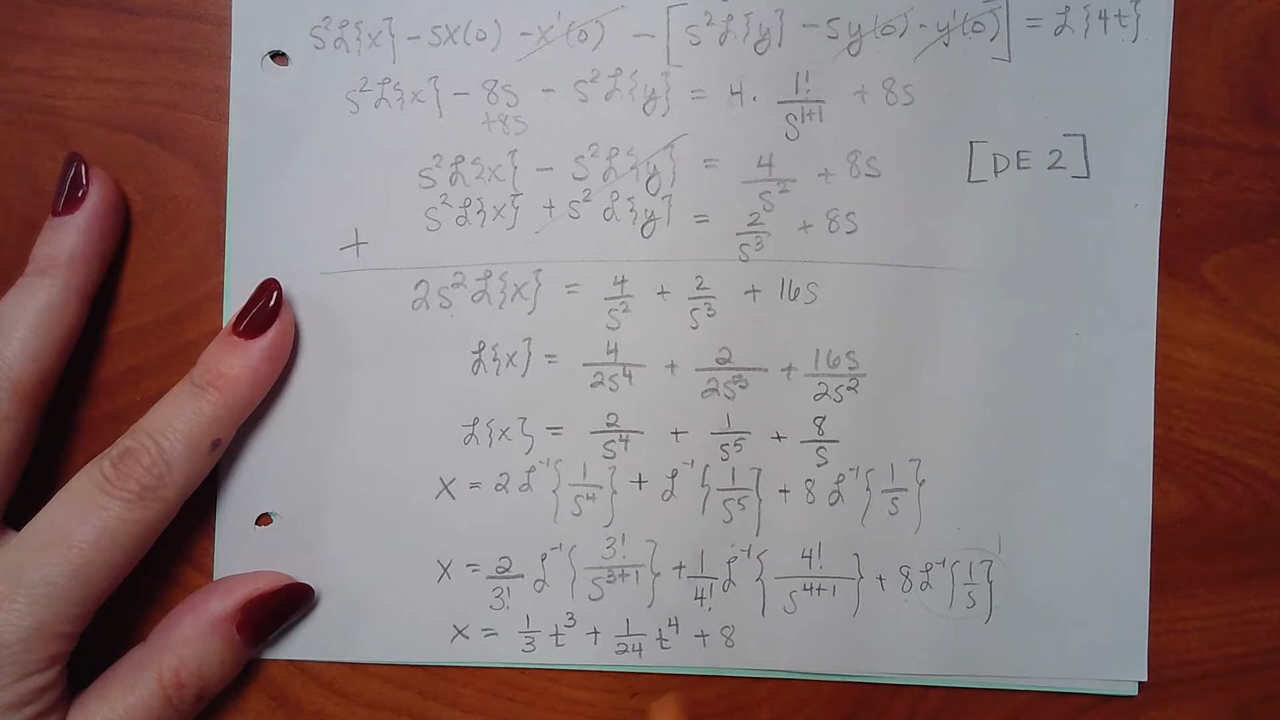 s²ℒ{x} - sx(0) - x'(0) - [s²ℒ{y} - sy(0) - y'(0)] = ℒ{4t}
s²ℒ{x} - 8s - s²ℒ{y} = 4 · 1!/s^(1+1) + 8s
+8s
s²ℒ{x} - s²ℒ{y} = 4/s² + 8s [DE 2]
+ s²ℒ{x} + s²ℒ{y} = 2/s³ + 8s
2s²ℒ{x} = 4/s² + 2/s³ + 16s
ℒ{x} = 4/2s⁴ + 2/2s⁵ + 16s/2s²
ℒ{x} = 2/s⁴ + 1/s⁵ + 8/s
x = 2ℒ⁻¹{1/s⁴} + ℒ⁻¹{1/s⁵} + 8ℒ⁻¹{1/s}
x = 2/3! ℒ⁻¹{3!/s^(3+1)} + 1/4! ℒ⁻¹{4!/s^(4+1)} + 8ℒ⁻¹{1/s} 1
x = 1/3 t³ + 1/24 t⁴ + 8